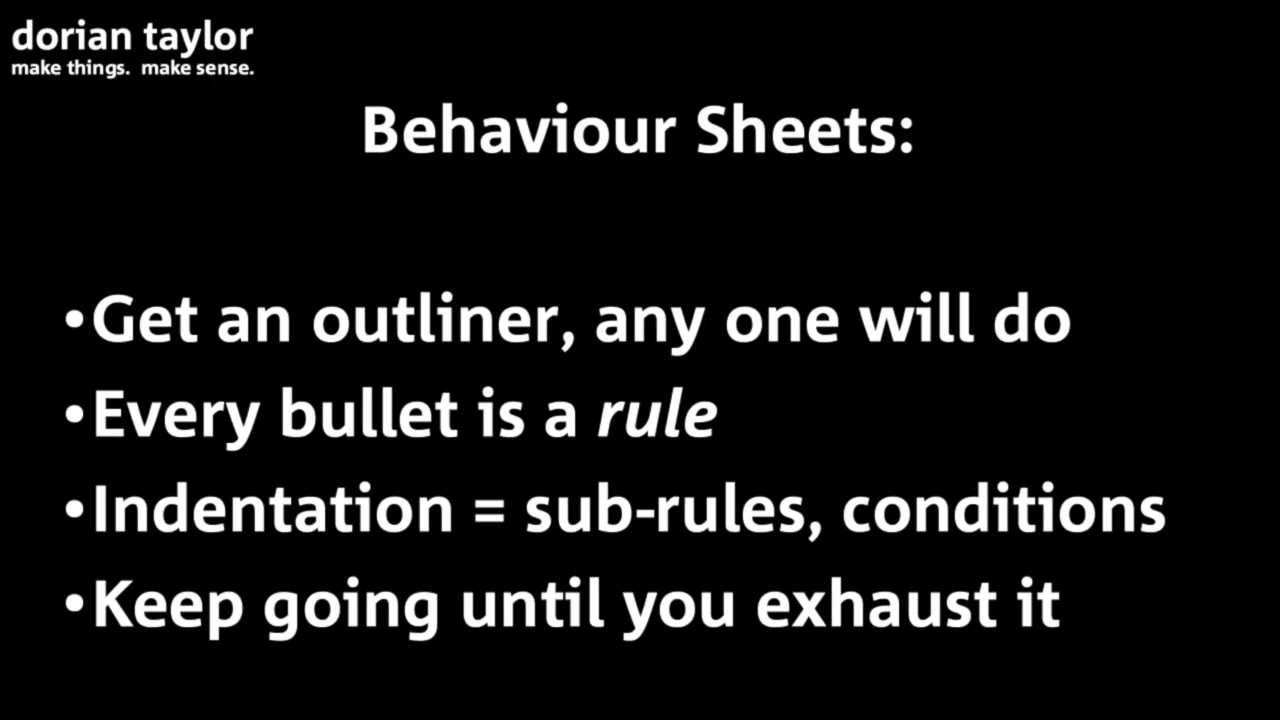 dorian taylor
make things. make sense.
Behaviour Sheets:
•Get an outliner, any one will do
•Every bullet is a rule
•Indentation = sub-rules, conditions
•Keep going until you exhaust it